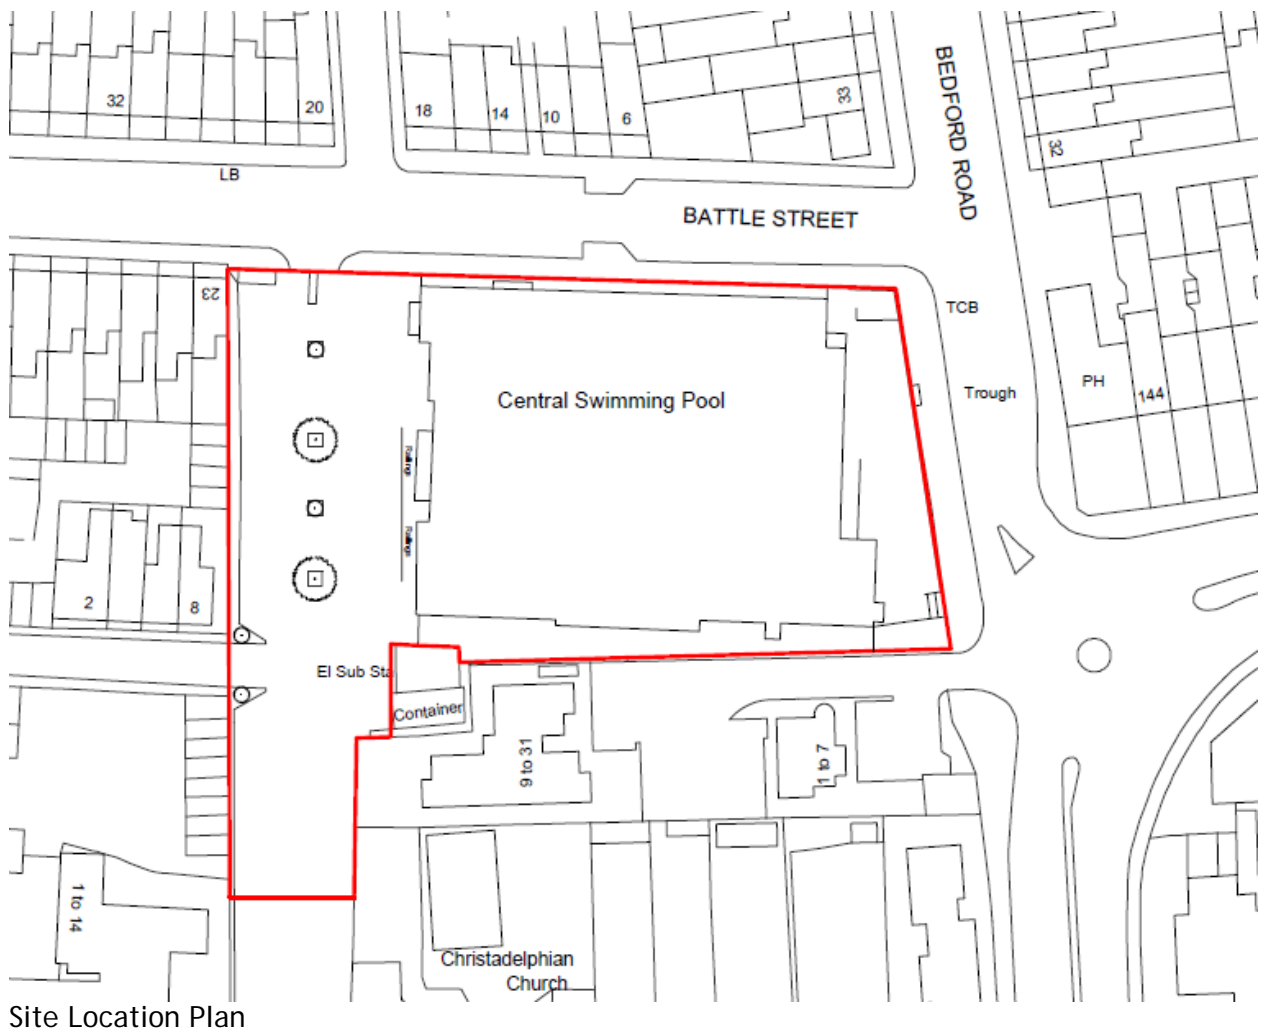 32
20
18
14
10
6
33
BEDFORD ROAD
32
LB
BATTLE STREET
23
TCB
Central Swimming Pool
Trough
PH
144
Railings
Railings
2
8
El Sub Sta
Container
9 to 31
1 to 7
1 to 14
Christadelphian
Church
Site Location Plan